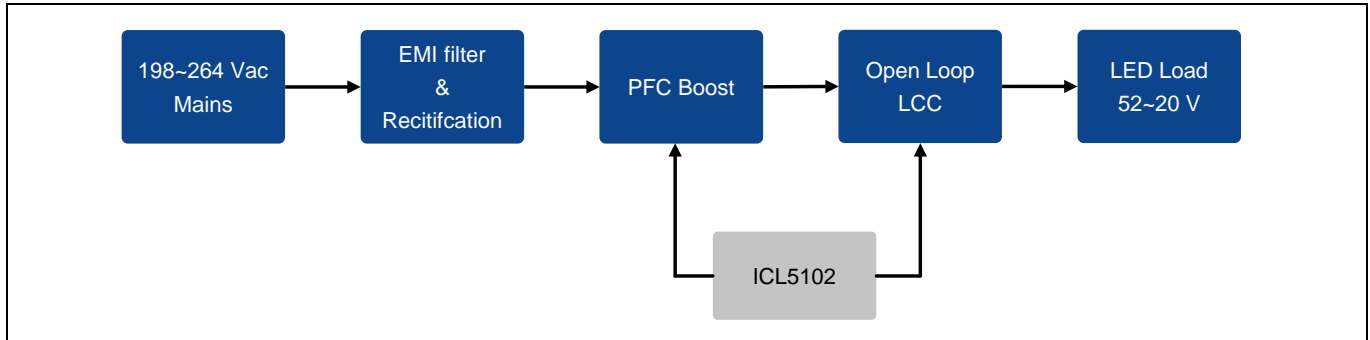 198~264 Vac
Mains
EMI filter
&
Recitifcation
PFC Boost
Open Loop
LCC
LED Load
52~20 V
ICL5102